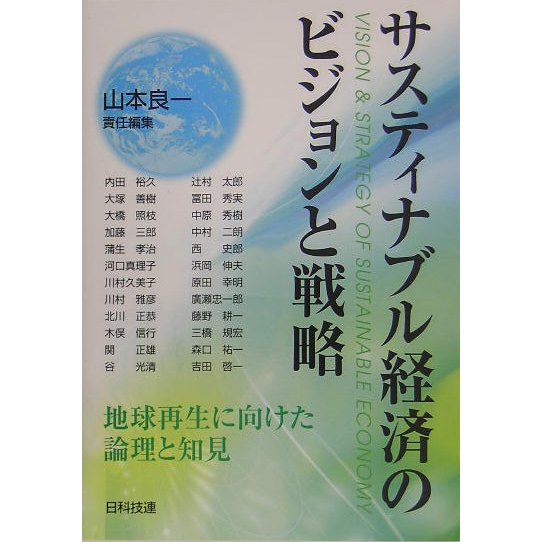 サスティナブル経済の
ビジョンと戦略
VISION & STRATEGY OF SUSTAINABLE ECONOMY
山本良一
責任編集
内田 裕久 辻村 太郎
大塚 善樹 冨田 秀実
大橋 照枝 中原 秀樹
加藤 三郎 中村 二朗
蒲生 孝治 西 史郎
河口真理子 浜岡 伸夫
川村久美子 原田 幸明
川村 雅彦 廣瀬忠一郎
北川 正恭 藤野 耕一
木俣 信行 三橋 規宏
関 正雄 森口 祐一
谷 光清 吉田 啓一
地球再生に向けた
論理と知見
日科技連